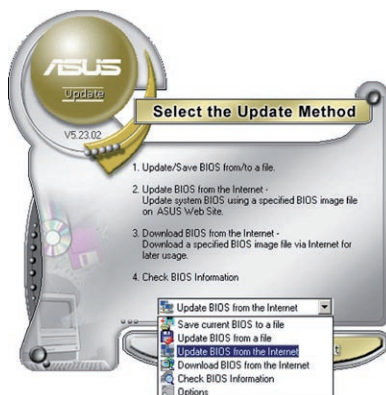 ASUS
Update
V5.23.02
Select the Update Method
1. Update/Save BIOS from/to a file.
2. Update BIOS from the Internet -
Update system BIOS using a specified BIOS image file
on ASUS Web Site.
3. Download BIOS from the Internet -
Download a specified BIOS image file via Internet for
later usage.
4. Check BIOS Information
Update BIOS from the Internet
Save current BIOS to a file
Update BIOS from a file
Update BIOS from the Internet
Download BIOS from the Internet
Check BIOS Information
Options